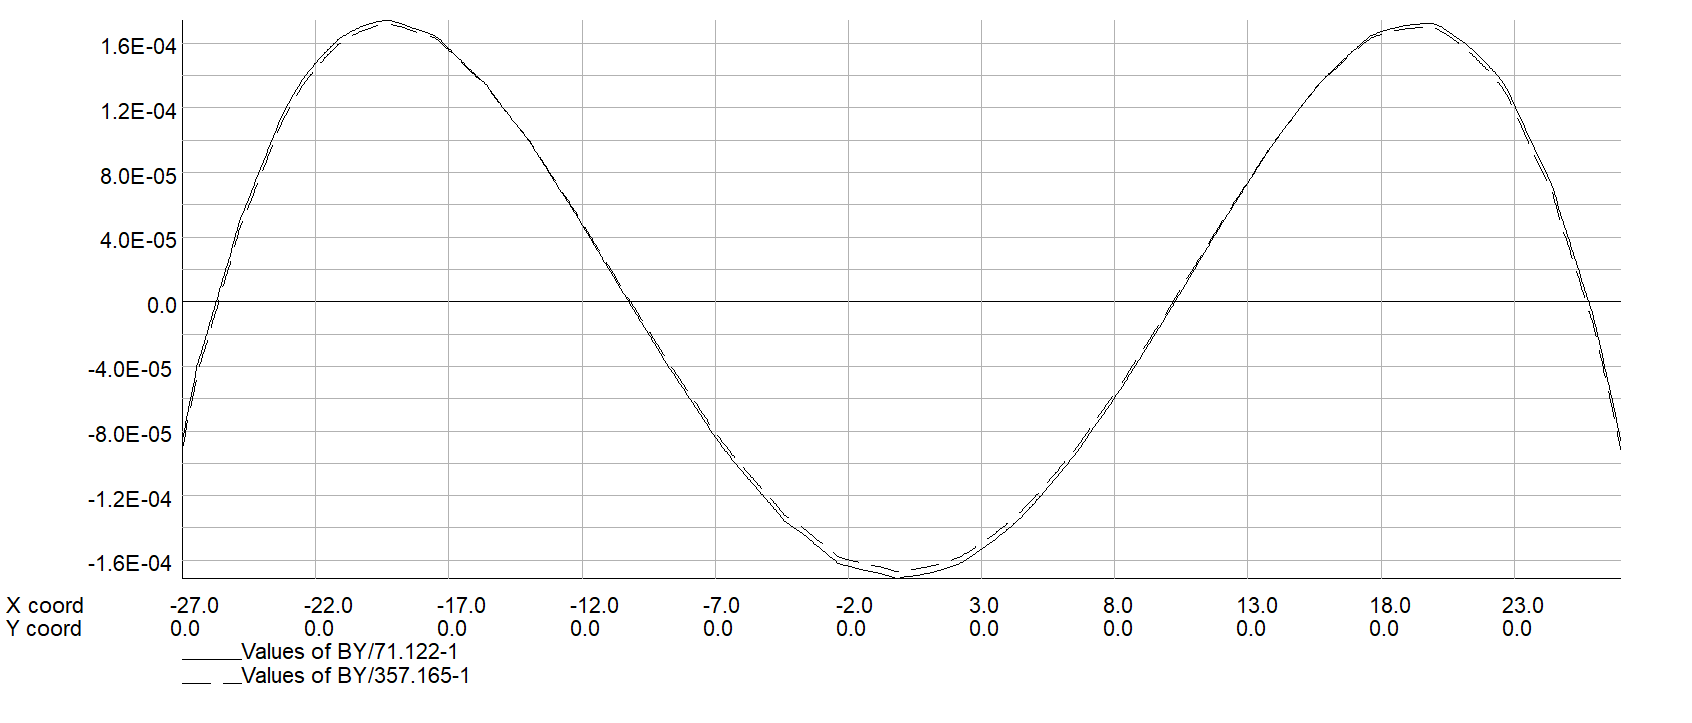 1.6E-04
1.2E-04
8.0E-05
4.0E-05
0.0
-4.0E-05
-8.0E-05
-1.2E-04
-1.6E-04
X coord -27.0 -22.0 -17.0 -12.0 -7.0 -2.0 3.0 8.0 13.0 18.0 23.0
Y coord 0.0 0.0 0.0 0.0 0.0 0.0 0.0 0.0 0.0 0.0 0.0
Values of BY/71.122-1
Values of BY/357.165-1